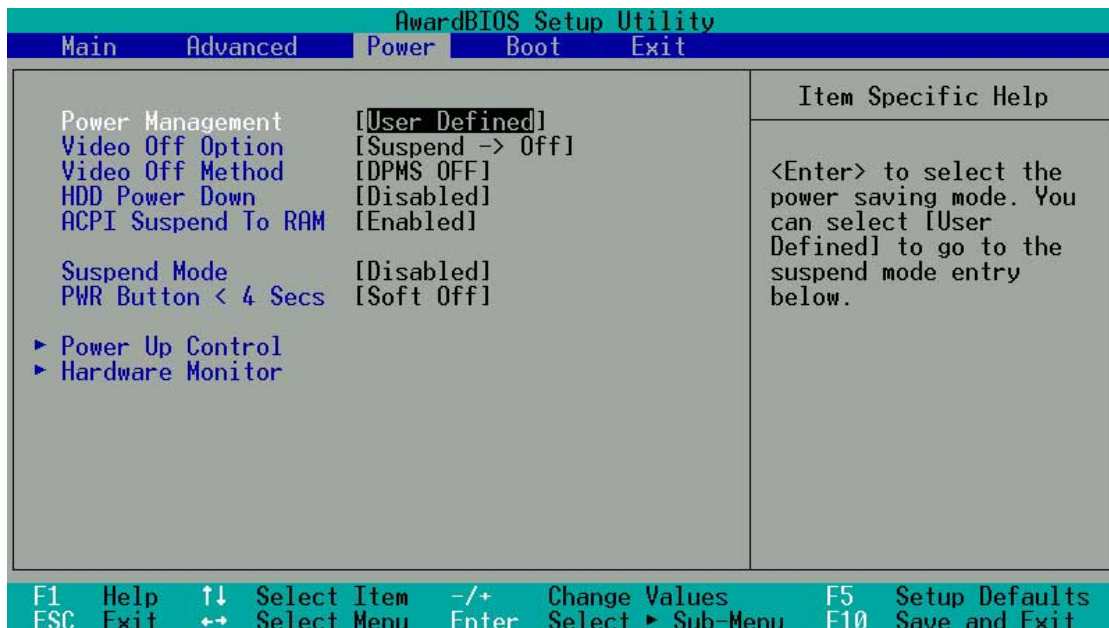 AwardBIOS Setup Utility
Main Advanced Power Boot Exit
Power Management [User Defined]
Video Off Option [Suspend -> Off]
Video Off Method [DPMS OFF]
HDD Power Down [Disabled]
ACPI Suspend To RAM [Enabled]
Suspend Mode [Disabled]
PWR Button < 4 Secs [Soft Off]
▶ Power Up Control
▶ Hardware Monitor
Item Specific Help
<Enter> to select the
power saving mode. You
can select [User
Defined] to go to the
suspend mode entry
below.
F1 Help ↑↓ Select Item -/+ Change Values F5 Setup Defaults
ESC Exit ←→ Select Menu Enter Select ▶ Sub-Menu F10 Save and Exit